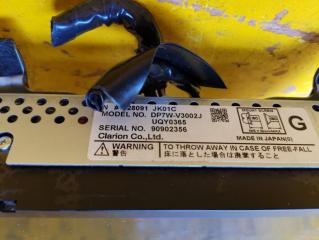 28091 JK01C
MODEL NO. DP7W-V3002J
UQY0365
SERIAL NO. 90902356
Clarion Co.,Ltd.
MADE IN JAPAN
G
WARNING
警告
TO THROW AWAY IN CASE OF FREE-FALL
床に落とした場合は廃棄する事。